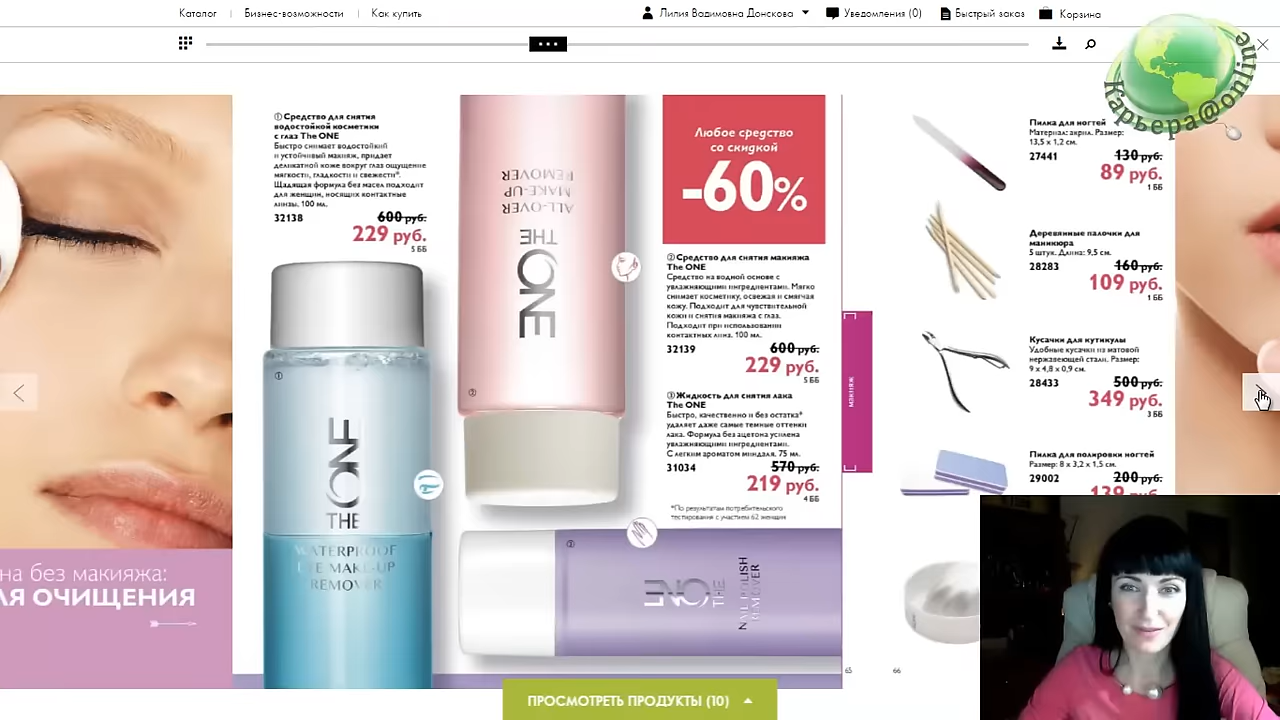 Каталог
Бизнес-возможности
Как купить
Лилия Вадимовна Донскова
Уведомления (0)
Быстрый заказ
Корзина
Карьера@online
① Средство для снятия
водостойкой косметики
с глаз The ONE
Быстро снимает водостойкий
и устойчивый макияж, придает
деликатной коже вокруг глаз ощущение
мягкости, гладкости и свежести*.
Щадящая формула без масел подходит
для женщин, носящих контактные
линзы. 100 мл.
32138
600 руб.
229 руб.
5 ББ
ALL-OVER
MAKE-UP
REMOVER
THE
ONE
Любое средство
со скидкой
-60%
② Средство для снятия макияжа
The ONE
Средство на водной основе с
увлажняющими ингредиентами. Мягко
снимает косметику, освежая и смягчая
кожу. Подходит для чувствительной
кожи и снятия макияжа с глаз.
Подходит при использовании
контактных линз. 100 мл.
32139
600 руб.
229 руб.
5 ББ
③ Жидкость для снятия лака
The ONE
Быстро, качественно и без остатка*
удаляет даже самые темные оттенки
лака. Формула без ацетона усилена
увлажняющими ингредиентами.
С легким ароматом миндаля. 75 мл.
31034
570 руб.
219 руб.
4 ББ
*По результатам потребительского
тестирования с участием 62 женщин
макияж
Пилка для ногтей
Материал: акрил. Размер:
13,5 x 1,2 см.
27441
130 руб.
89 руб.
1 ББ
Деревянные палочки для
маникюра
5 штук. Длина: 9,5 см.
28283
160 руб.
109 руб.
1 ББ
Кусачки для кутикулы
Удобные кусачки из матовой
нержавеющей стали. Размер:
9 x 4,8 x 0,9 см.
28433
500 руб.
349 руб.
3 ББ
Пилка для полировки ногтей
Размер: 8 x 3,2 x 1,5 см.
29002
200 руб.
139 руб.
THE
ONE
WATERPROOF
EYE MAKE-UP
REMOVER
THE
ONE
NAIL POLISH
REMOVER
на без макияжа:
ЛЯ ОЧИЩЕНИЯ
65
66
ПРОСМОТРЕТЬ ПРОДУКТЫ (10)